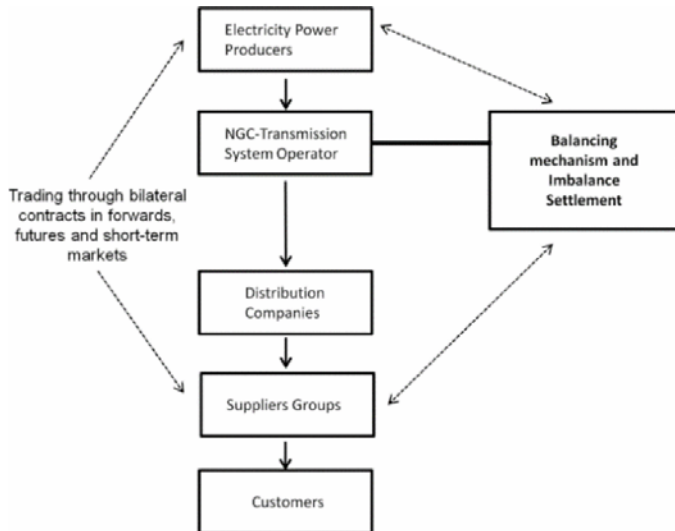 Electricity Power
Producers
NGC-Transmission
System Operator
Balancing
mechanism and
Imbalance
Settlement
Trading through bilateral
contracts in forwards,
futures and short-term
markets
Distribution
Companies
Suppliers Groups
Customers